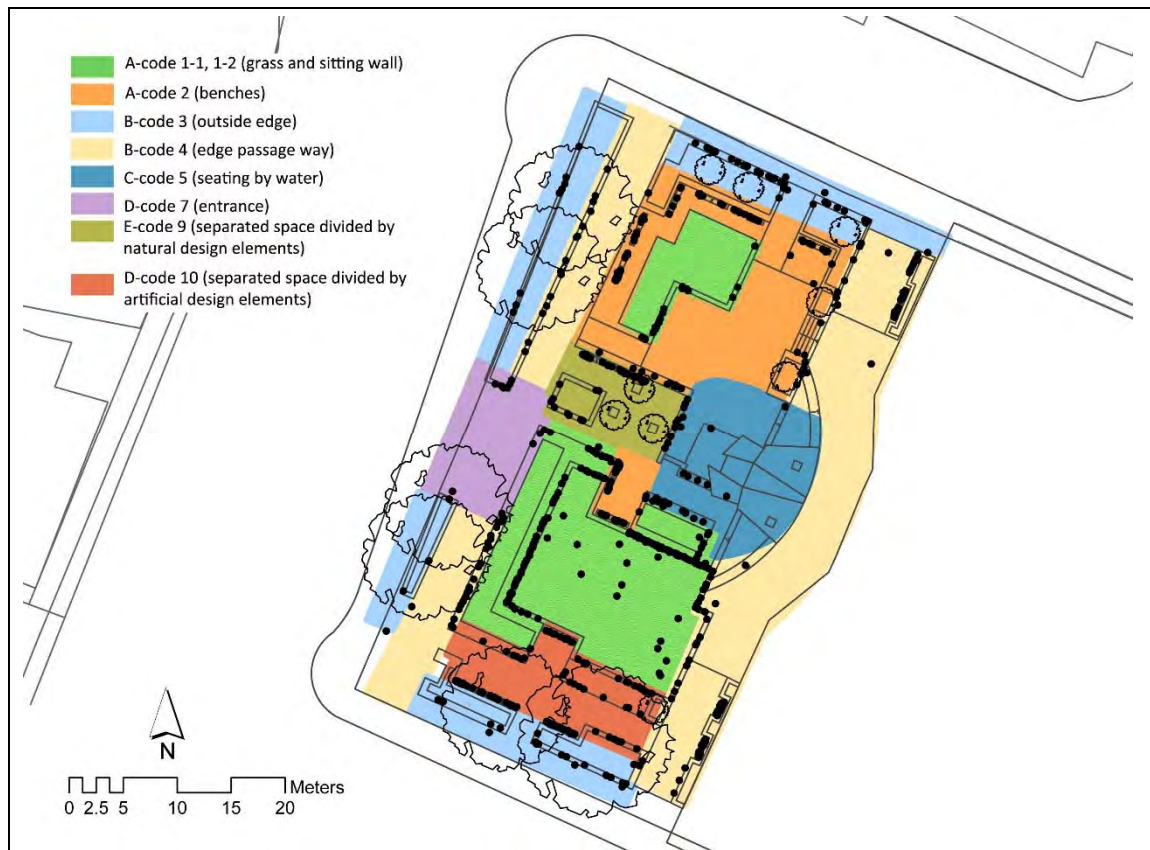 A-code 1-1, 1-2 (grass and sitting wall)
A-code 2 (benches)
B-code 3 (outside edge)
B-code 4 (edge passage way)
C-code 5 (seating by water)
D-code 7 (entrance)
E-code 9 (separated space divided by
natural design elements)
D-code 10 (separated space divided by
artificial design elements)
N
Meters
0 2.5 5 10 15 20